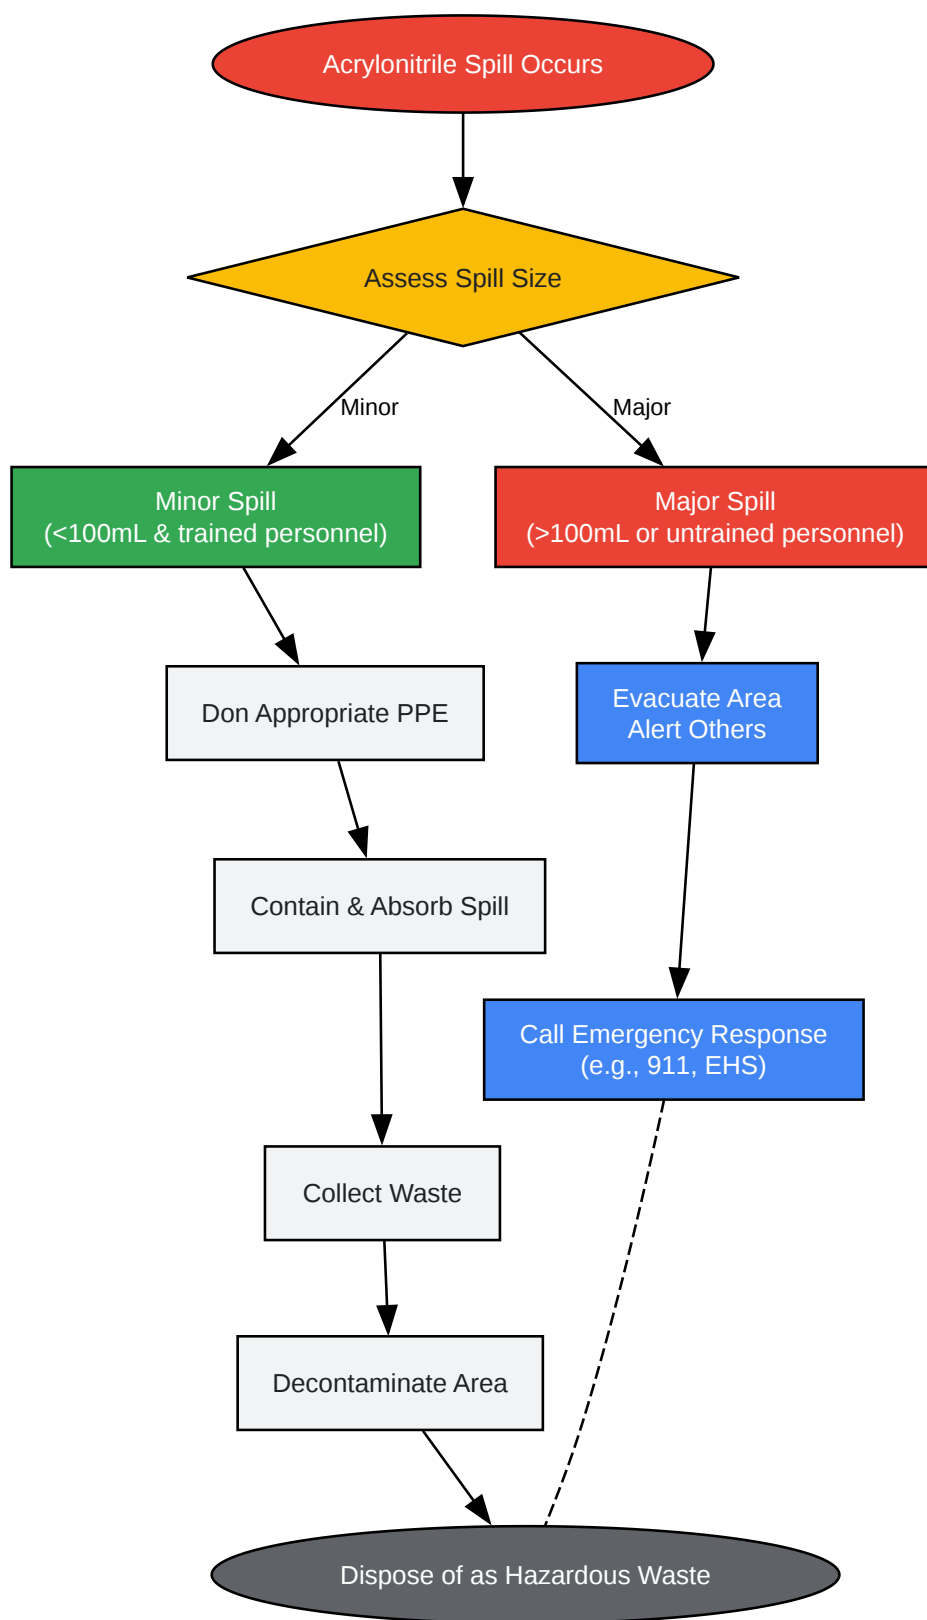 Acrylonitrile Spill Occurs
Assess Spill Size
Minor
Major
Minor Spill
(<100mL & trained personnel)
Major Spill
(>100mL or untrained personnel)
Don Appropriate PPE
Evacuate Area
Alert Others
Contain & Absorb Spill
Call Emergency Response
(e.g., 911, EHS)
Collect Waste
Decontaminate Area
Dispose of as Hazardous Waste